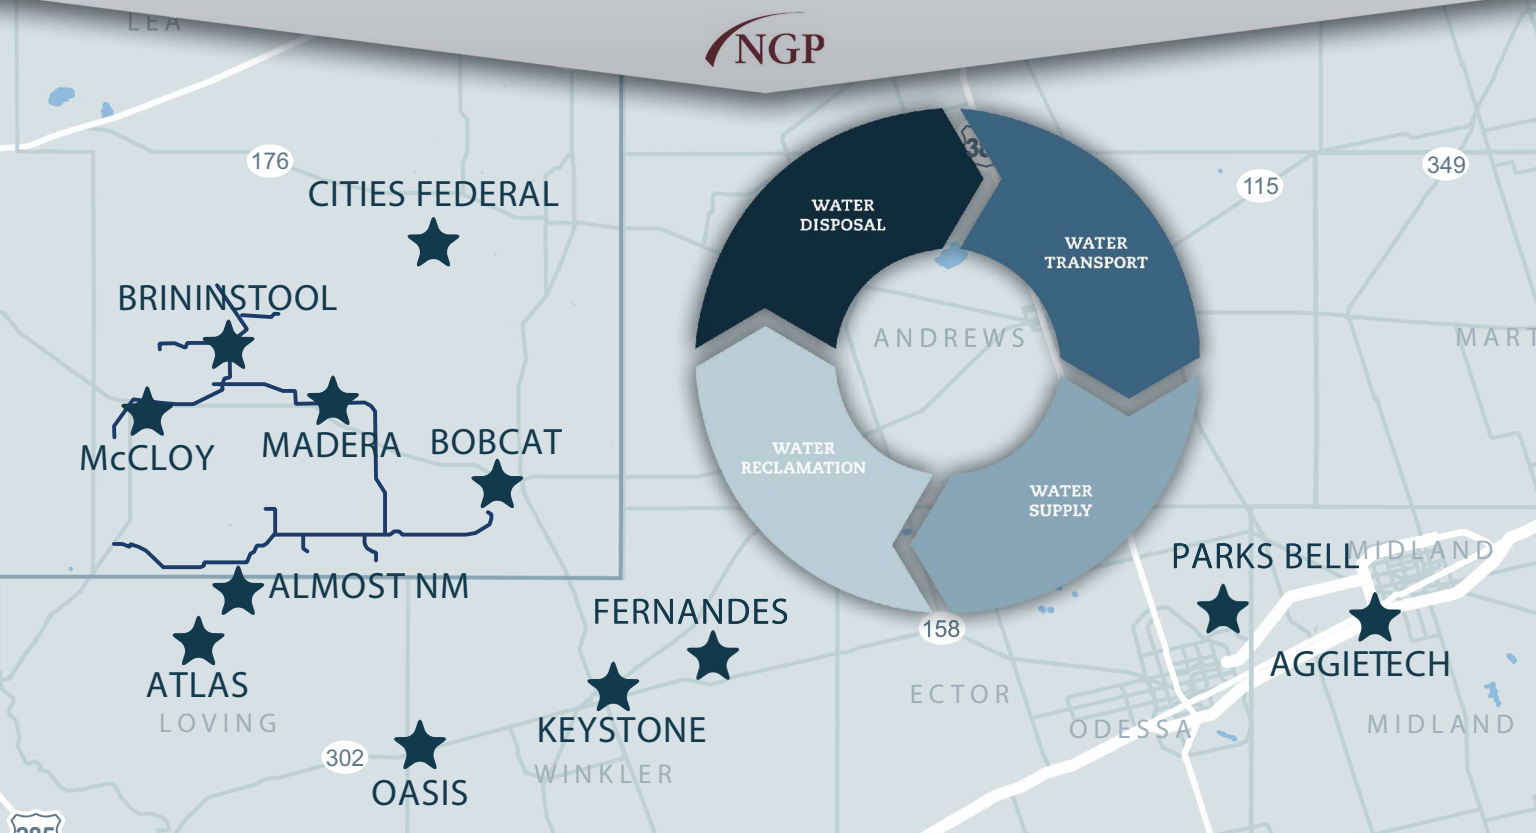 LEA
NGP
176
349
115
CITIES FEDERAL
WATER
DISPOSAL
WATER
TRANSPORT
BRININSTOOL
ANDREWS
MART
McCLOY
MADERA
BOBCAT
WATER
RECLAMATION
WATER
SUPPLY
PARKS BELL
MIDLAND
ALMOST NM
FERNANDES
158
AGGIETECH
ATLAS
LOVING
ECTOR
ODESSA
MIDLAND
KEYSTONE
302
WINKLER
OASIS
285